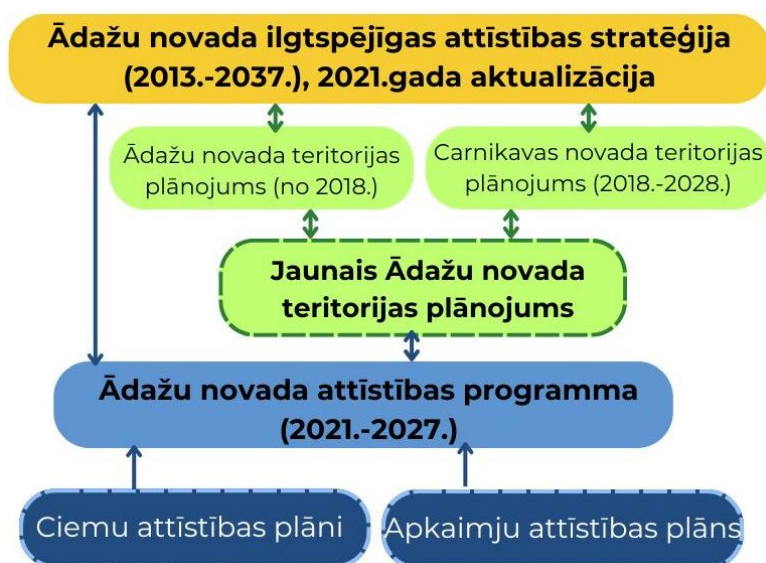 Ādažu novada ilgtspējīgas attīstības stratēģija
(2013.-2037.), 2021.gada aktualizācija
Ādažu novada teritorijas
plānojums (no 2018.)
Carnikavas novada teritorijas
plānojums (2018.-2028.)
Jaunais Ādažu novada
teritorijas plānojums
Ādažu novada attīstības programma
(2021.-2027.)
Ciemu attīstības plāni
Apkaimju attīstības plāns